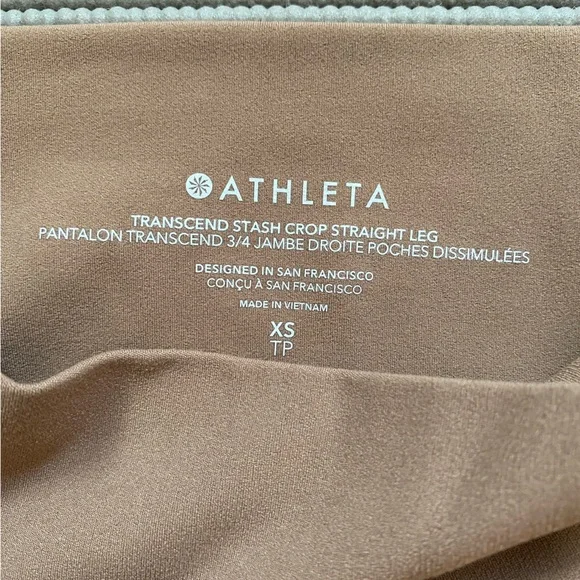 ATHLETA
TRANSCEND STASH CROP STRAIGHT LEG
PANTALON TRANSCEND 3/4 JAMBE DROITE POCHES DISSIMULÉES
DESIGNED IN SAN FRANCISCO
CONÇU À SAN FRANCISCO
MADE IN VIETNAM
XS
TP